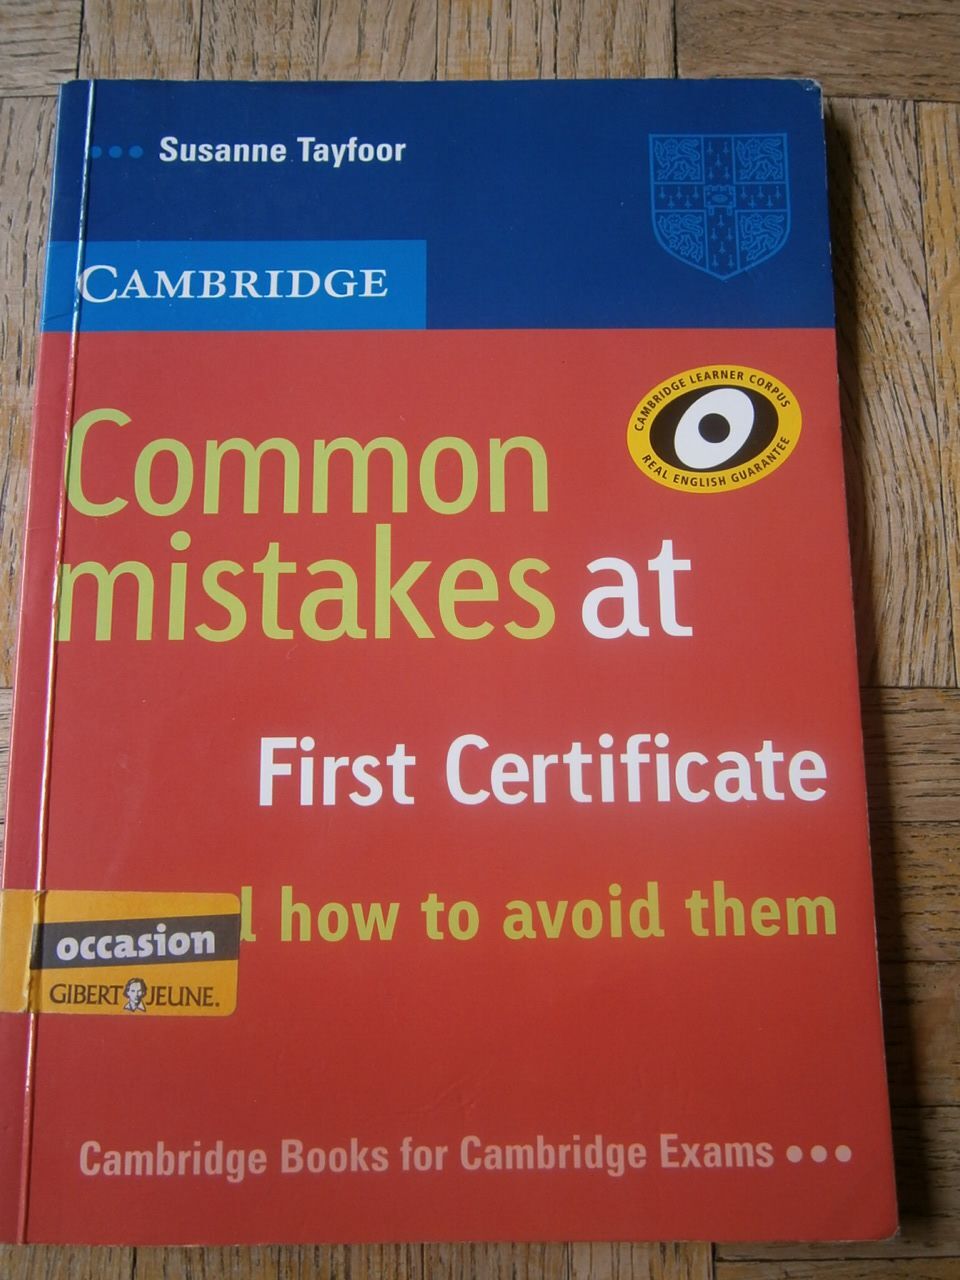 Susanne Tayfoor
CAMBRIDGE
CAMBRIDGE LEARNER CORPUS
REAL ENGLISH GUARANTEE
Common
mistakes at
First Certificate
how to avoid them
occasion
GIBERT JEUNE.
Cambridge Books for Cambridge Exams